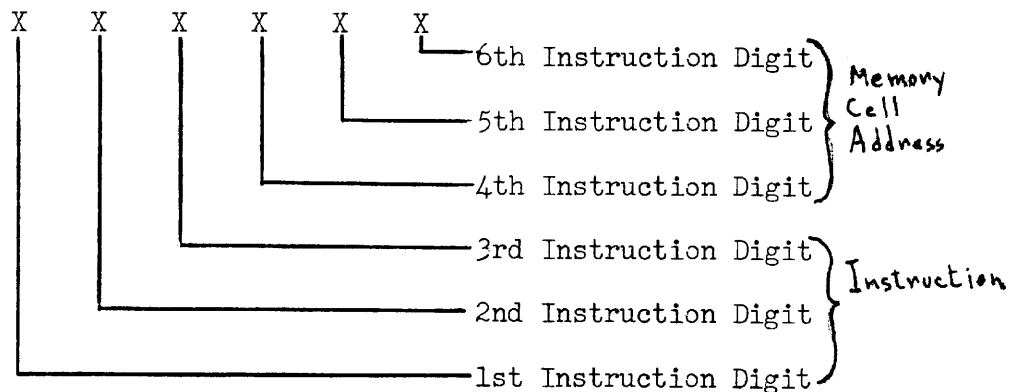 X X X X X X
6th Instruction Digit
5th Instruction Digit
4th Instruction Digit
Memory
Cell
Address
3rd Instruction Digit
2nd Instruction Digit
1st Instruction Digit
Instruction